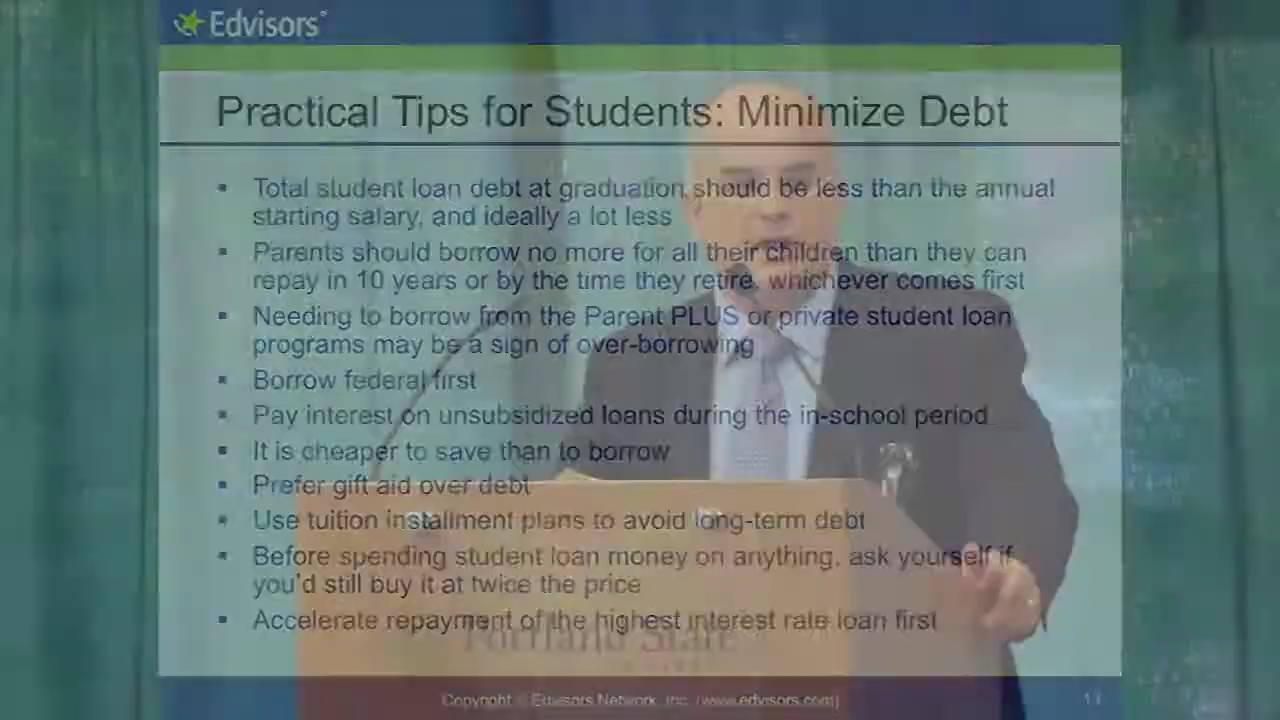 Edvisors®
Practical Tips for Students: Minimize Debt
▪ Total student loan debt at graduation should be less than the annual
starting salary, and ideally a lot less
▪ Parents should borrow no more for all their children than they can
repay in 10 years or by the time they retire, whichever comes first
▪ Needing to borrow from the Parent PLUS or private student loan
programs may be a sign of over-borrowing
▪ Borrow federal first
▪ Pay interest on unsubsidized loans during the in-school period
▪ It is cheaper to save than to borrow
▪ Prefer gift aid over debt
▪ Use tuition installment plans to avoid long-term debt
▪ Before spending student loan money on anything, ask yourself if
you'd still buy it at twice the price
▪ Accelerate repayment of the highest interest rate loan first
Portland State
Copyright © Edvisors Network, Inc. (www.edvisors.com)